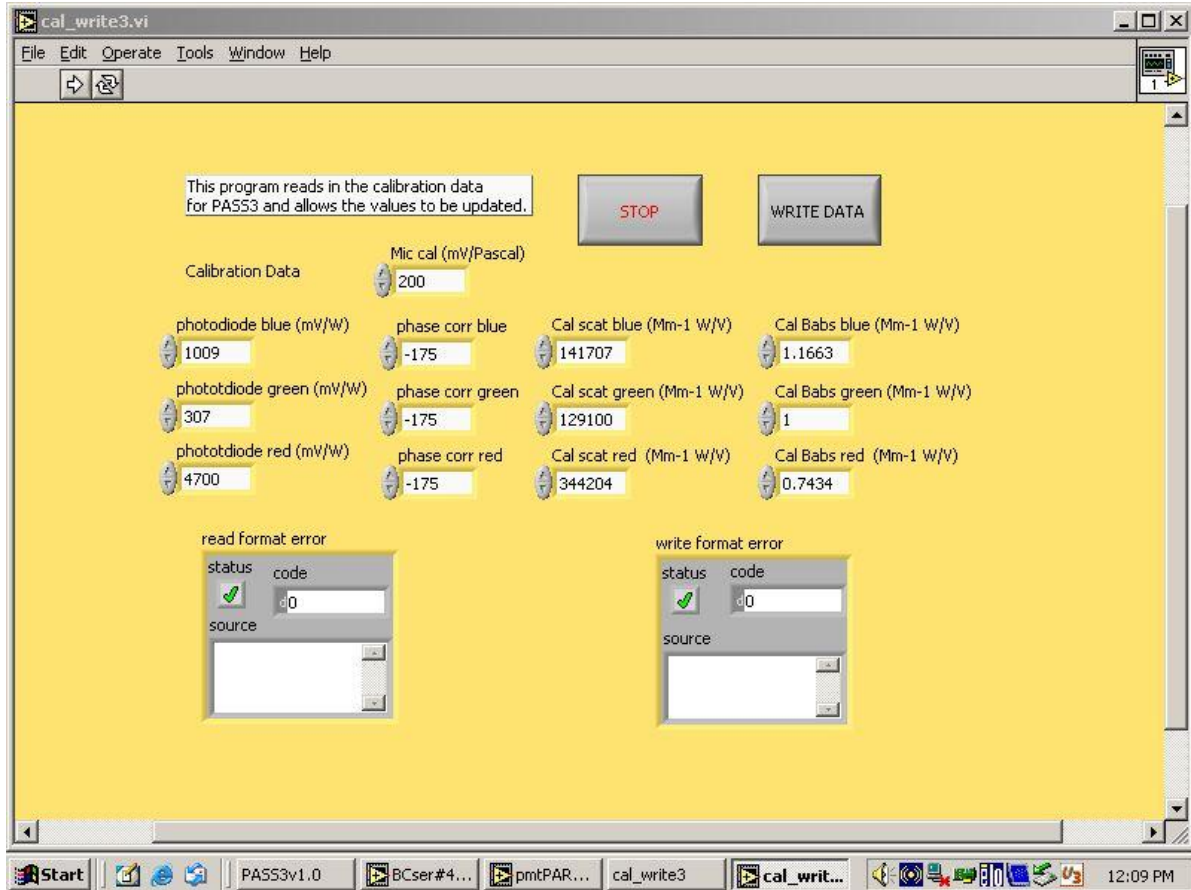 cal_write3.vi
File Edit Operate Tools Window Help
1
This program reads in the calibration data
for PASS3 and allows the values to be updated.
STOP
WRITE DATA
Calibration Data
Mic cal (mV/Pascal)
200
photodiode blue (mV/W) phase corr blue Cal scat blue (Mm-1 W/V) Cal Babs blue (Mm-1 W/V)
1009 -175 141707 1.1663
phototdiode green (mV/W) phase corr green Cal scat green (Mm-1 W/V) Cal Babs green (Mm-1 W/V)
307 -175 129100 1
phototdiode red (mV/W) phase corr red Cal scat red (Mm-1 W/V) Cal Babs red (Mm-1 W/V)
4700 -175 344204 0.7434
read format error
status code
d0
source
write format error
status code
d0
source
Start PASS3v1.0 BCser#4... pmtPAR... cal_write3 cal_writ... 12:09 PM